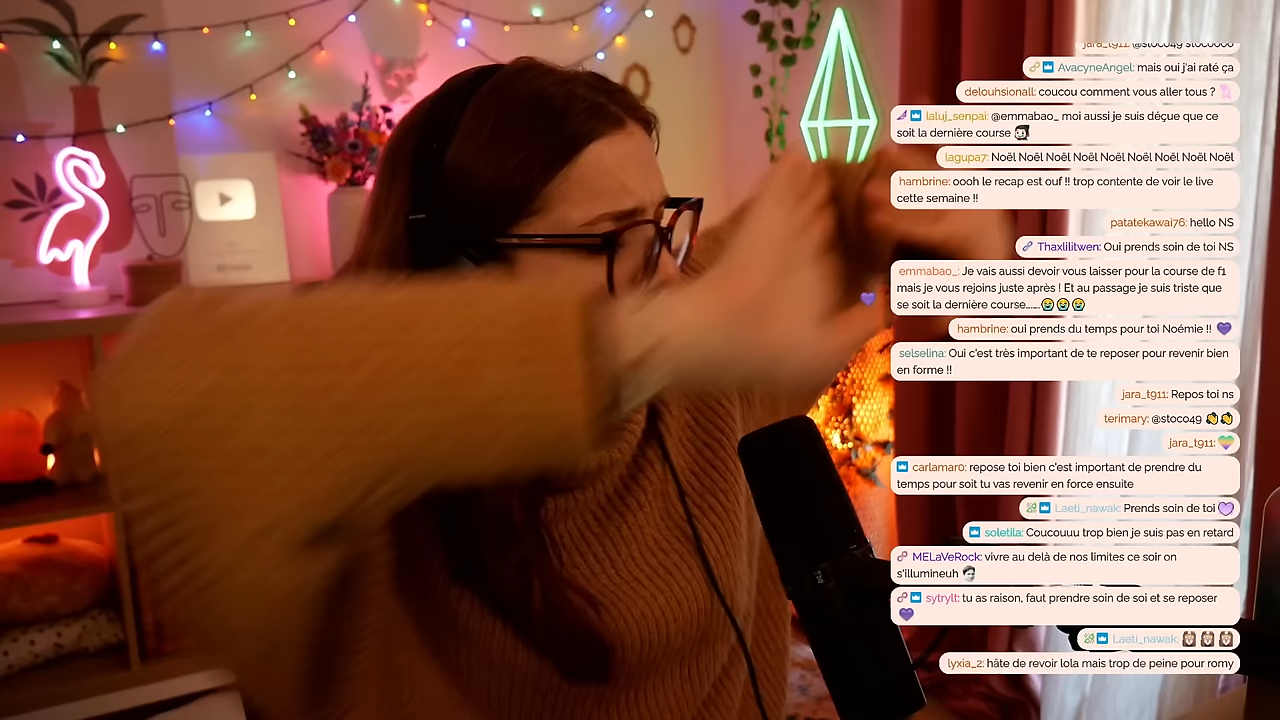 jara_t911: @stoco49 stocoooo
AvacyneAngel: mais oui j'ai raté ça
delouhsionall: coucou comment vous aller tous ?
laluj_senpai: @emmabao_ moi aussi je suis déçue que ce
soit la dernière course
lagupa7: Noël Noël Noël Noël Noël Noël Noël Noël Noël
hambrine: oooh le recap est ouf !! trop contente de voir le live
cette semaine !!
patatekawai76: hello NS
Thaxlilitwen: Oui prends soin de toi NS
emmabao_: Je vais aussi devoir vous laisser pour la course de f1
mais je vous rejoins juste après ! Et au passage je suis triste que
se soit la dernière course......😭😭😭
hambrine: oui prends du temps pour toi Noémie !! 💜
selselina: Oui c'est très important de te reposer pour revenir bien
en forme !!
jara_t911: Repos toi ns
terimary: @stoco49
jara_t911:
carlamar0: repose toi bien c'est important de prendre du
temps pour soit tu vas revenir en force ensuite
Laeti_nawak: Prends soin de toi
soletila: Coucouuu trop bien je suis pas en retard
MELaVeRock: vivre au delà de nos limites ce soir on
s'illumineuh
sytrylt: tu as raison, faut prendre soin de soi et se reposer
💜
Laeti_nawak:
lyxia_2: hâte de revoir lola mais trop de peine pour romy